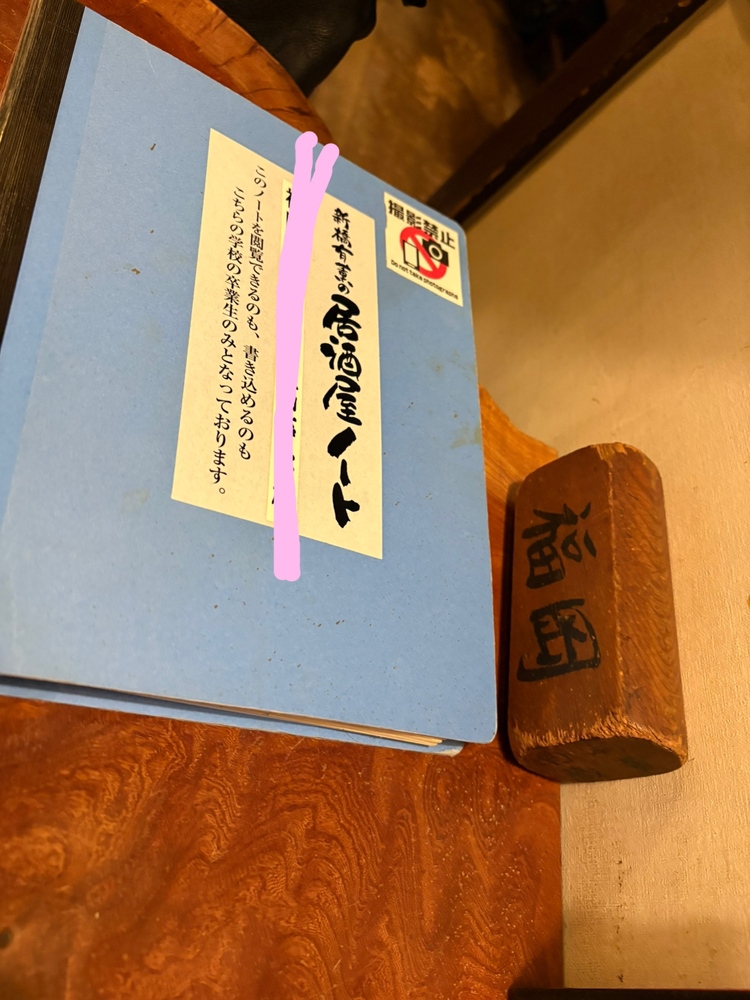 撮影禁止
Do not take photographs
新橋有薫の
居酒屋ノート
このノートを閲覧できるのも、書き込めるのも
こちらの学校の卒業生のみとなっております。
福岡